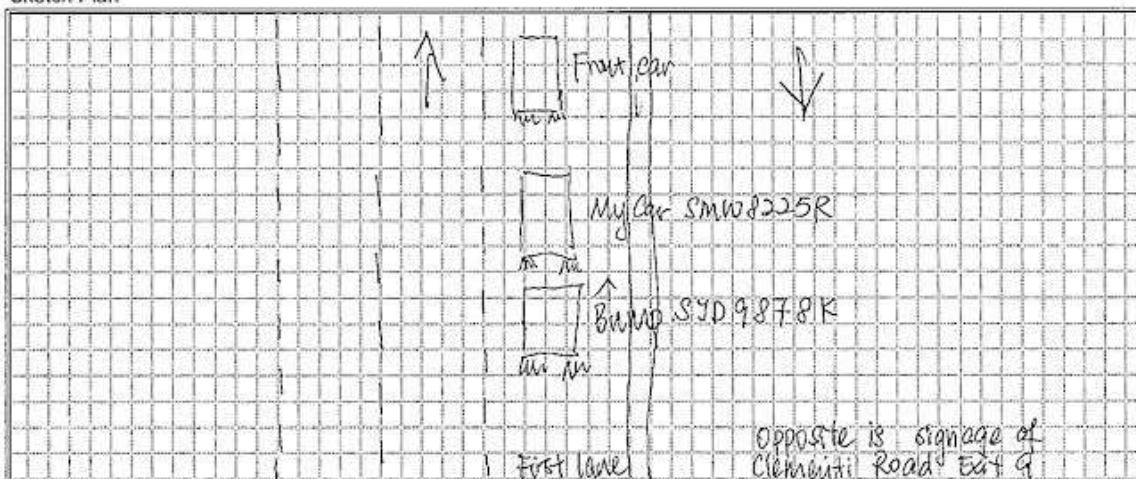 Sketch Plan
Front car
My Car SMW8225R
Bump SJD9878K
Opposite is signage of
First lane
Clementi Road Exit 9